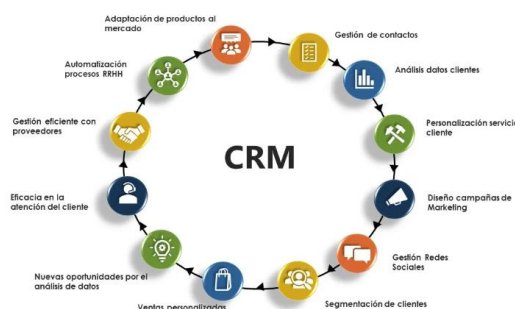 Adaptación de productos al
mercado
Gestión de contactos
Análisis datos clientes
Personalización servicio
cliente
Diseño campañas de
Marketing
Gestión Redes
Sociales
Segmentación de clientes
Ventas personalizadas
Nuevas oportunidades por el
análisis de datos
Eficacia en la
atención del cliente
Gestión eficiente con
proveedores
Automatización
procesos RRHH
CRM